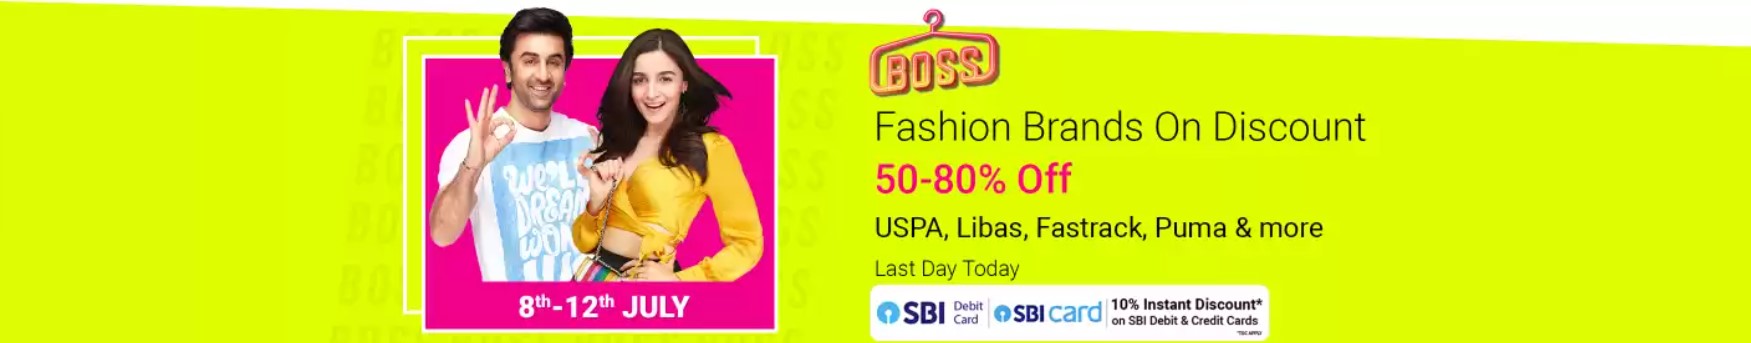 BOSS
Fashion Brands On Discount
50-80% Off
USPA, Libas, Fastrack, Puma & more
Last Day Today
SBI Debit Card SBI card 10% Instant Discount*
on SBI Debit & Credit Cards
*T&C APPLY
8th-12th JULY